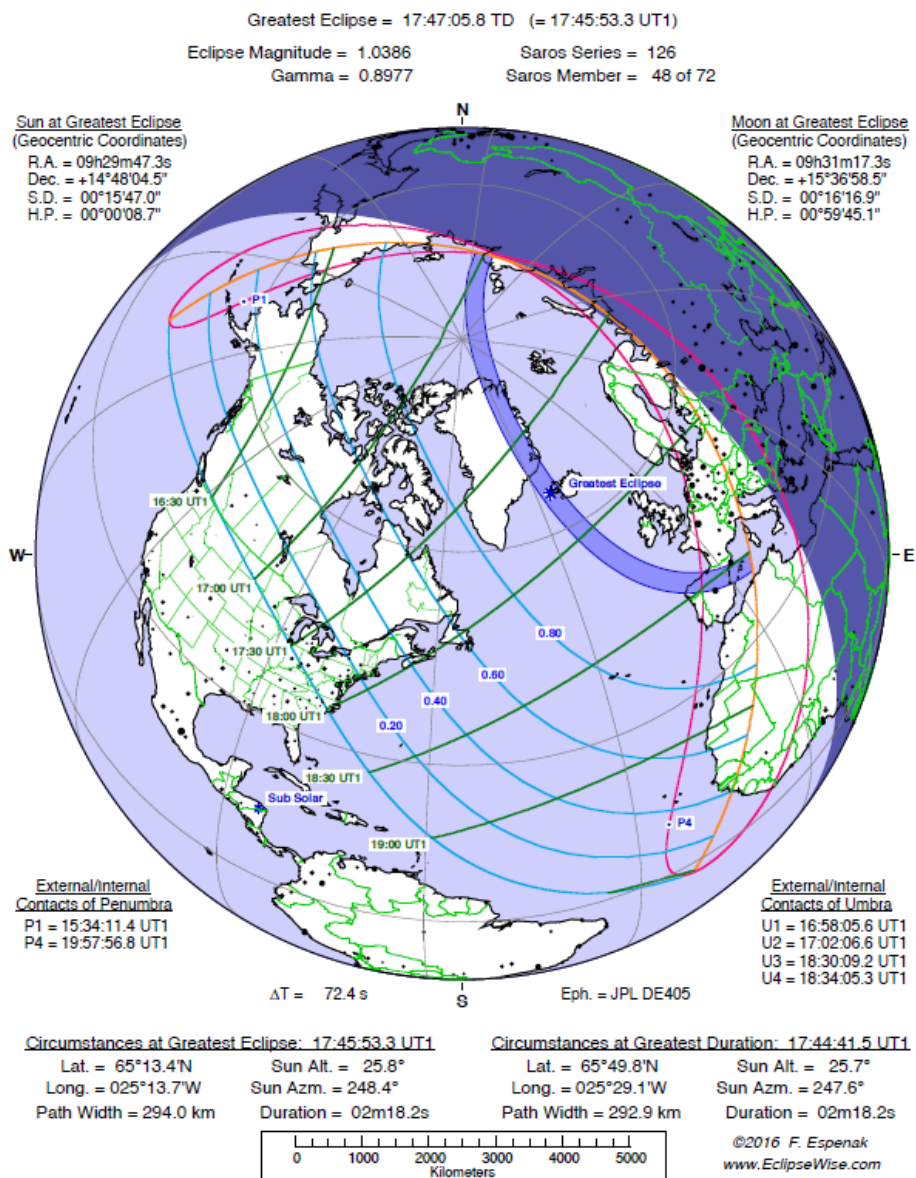 Greatest Eclipse = 17:47:05.8 TD (= 17:45:53.3 UT1)
Eclipse Magnitude = 1.0386
Saros Series = 126
Gamma = 0.8977
Saros Member = 48 of 72
Sun at Greatest Eclipse
(Geocentric Coordinates)
R.A. = 09h29m47.3s
Dec. = +14°48'04.5"
S.D. = 00°15'47.0"
H.P. = 00°00'08.7"
N
Moon at Greatest Eclipse
(Geocentric Coordinates)
R.A. = 09h31m17.3s
Dec. = +15°36'58.5"
S.D. = 00°16'16.9"
H.P. = 00°59'45.1"
P1
Greatest Eclipse
16:30 UT1
W
E
17:00 UT1
0.80
17:30 UT1
0.60
0.40
18:00 UT1
0.20
18:30 UT1
Sub Solar
P4
19:00 UT1
External/Internal
Contacts of Penumbra
P1 = 15:34:11.4 UT1
P4 = 19:57:56.8 UT1
External/Internal
Contacts of Umbra
U1 = 16:58:05.6 UT1
U2 = 17:02:06.6 UT1
U3 = 18:30:09.2 UT1
U4 = 18:34:05.3 UT1
ΔT = 72.4 s
S
Eph. = JPL DE405
Circumstances at Greatest Eclipse: 17:45:53.3 UT1
Lat. = 65°13.4'N Sun Alt. = 25.8°
Long. = 025°13.7'W Sun Azm. = 248.4°
Path Width = 294.0 km Duration = 02m18.2s
Circumstances at Greatest Duration: 17:44:41.5 UT1
Lat. = 65°49.8'N Sun Alt. = 25.7°
Long. = 025°29.1'W Sun Azm. = 247.6°
Path Width = 292.9 km Duration = 02m18.2s
0 1000 2000 3000 4000 5000
Kilometers
©2016 F. Espenak
www.EclipseWise.com